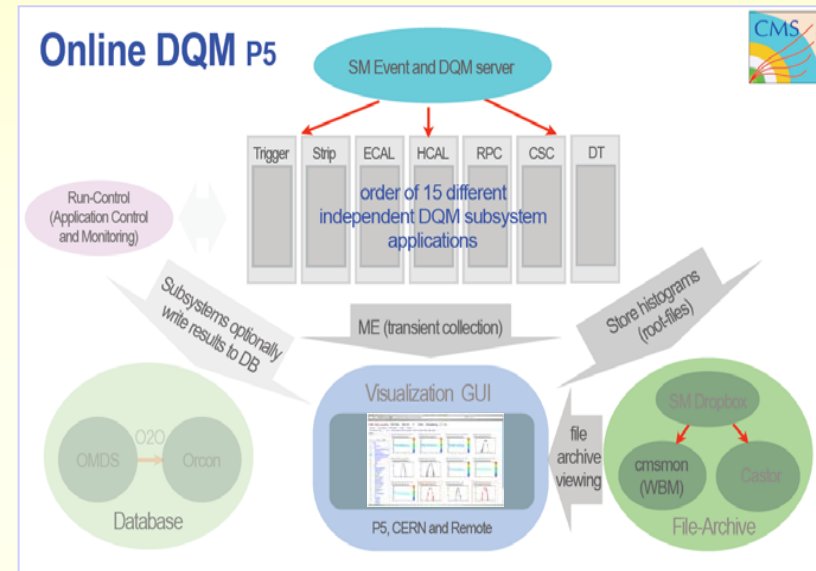 Online DQM P5
CMS
SM Event and DQM server
Trigger
Strip
ECAL
HCAL
RPC
CSC
DT
order of 15 different
independent DQM subsystem
applications
Run-Control
(Application Control
and Monitoring)
Subsystems optionally
write results to DB
ME (transient collection)
Store histograms
(root-files)
Visualization GUI
P5, CERN and Remote
file
archive
viewing
OMDS
O2O
Orcon
Database
SM Dropbox
cmsmon
(WBM)
Castor
File-Archive